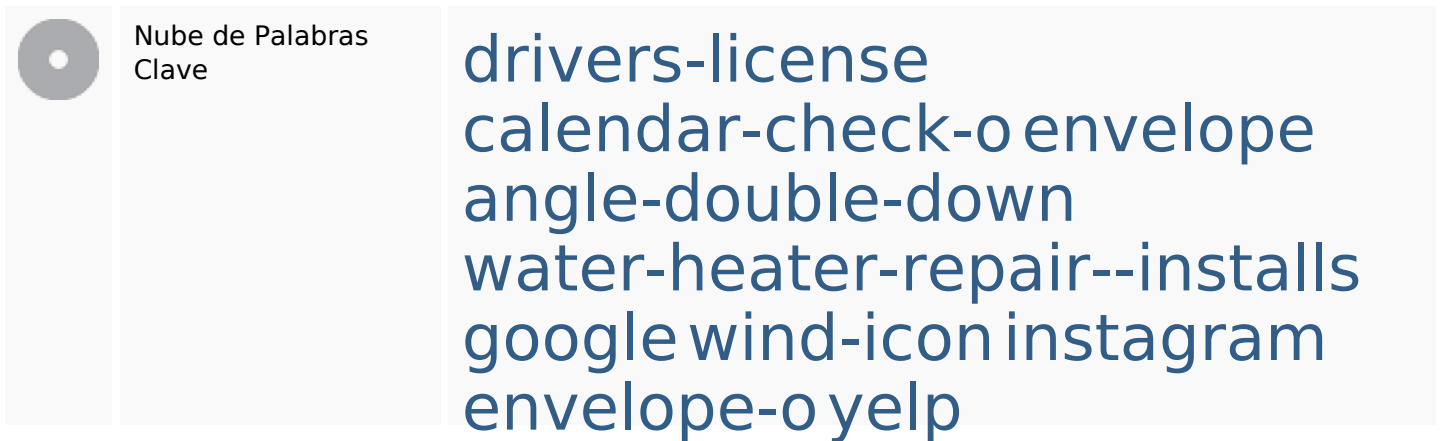 Nube de Palabras
Clave
drivers-license
calendar-check-o envelope
angle-double-down
water-heater-repair--installs
google wind-icon instagram
envelope-o yelp